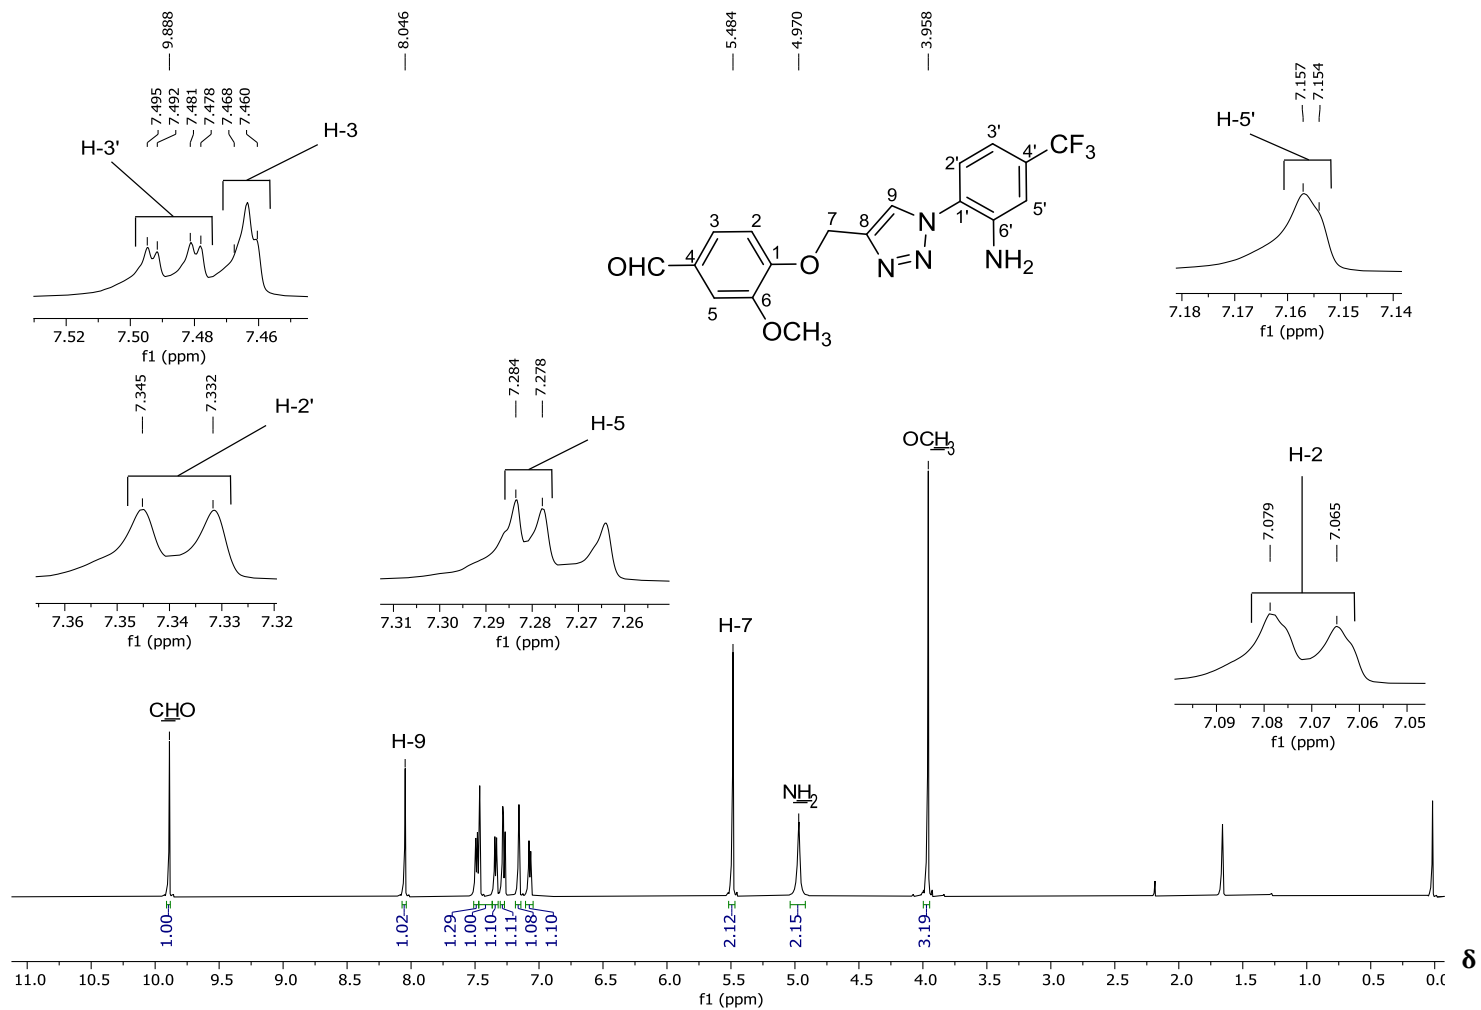 9.888
8.046
5.484
4.970
3.958
7.495
7.492
7.481
7.478
7.468
7.460
H-3'
H-3
7.52 7.50 7.48 7.46
f1 (ppm)
7.157
7.154
H-5'
7.18 7.17 7.16 7.15 7.14
f1 (ppm)
3'
CF3
4'
2'
9
1'
5'
7
8
6'
N
3
2
4
1
OHC
O
N=N
NH2
5
6
OCH3
7.345
7.332
H-2'
7.36 7.35 7.34 7.33 7.32
f1 (ppm)
7.284
7.278
H-5
7.31 7.30 7.29 7.28 7.27 7.26
f1 (ppm)
OCH3
H-2
7.079
7.065
7.09 7.08 7.07 7.06 7.05
f1 (ppm)
H-7
CHO
H-9
NH2
1.00 1.02 1.29 1.00 1.10 1.11 1.08 1.10 2.12 2.15 3.19
11.0 10.5 10.0 9.5 9.0 8.5 8.0 7.5 7.0 6.5 6.0 5.5 5.0 4.5 4.0 3.5 3.0 2.5 2.0 1.5 1.0 0.5 0.0
f1 (ppm)
δ